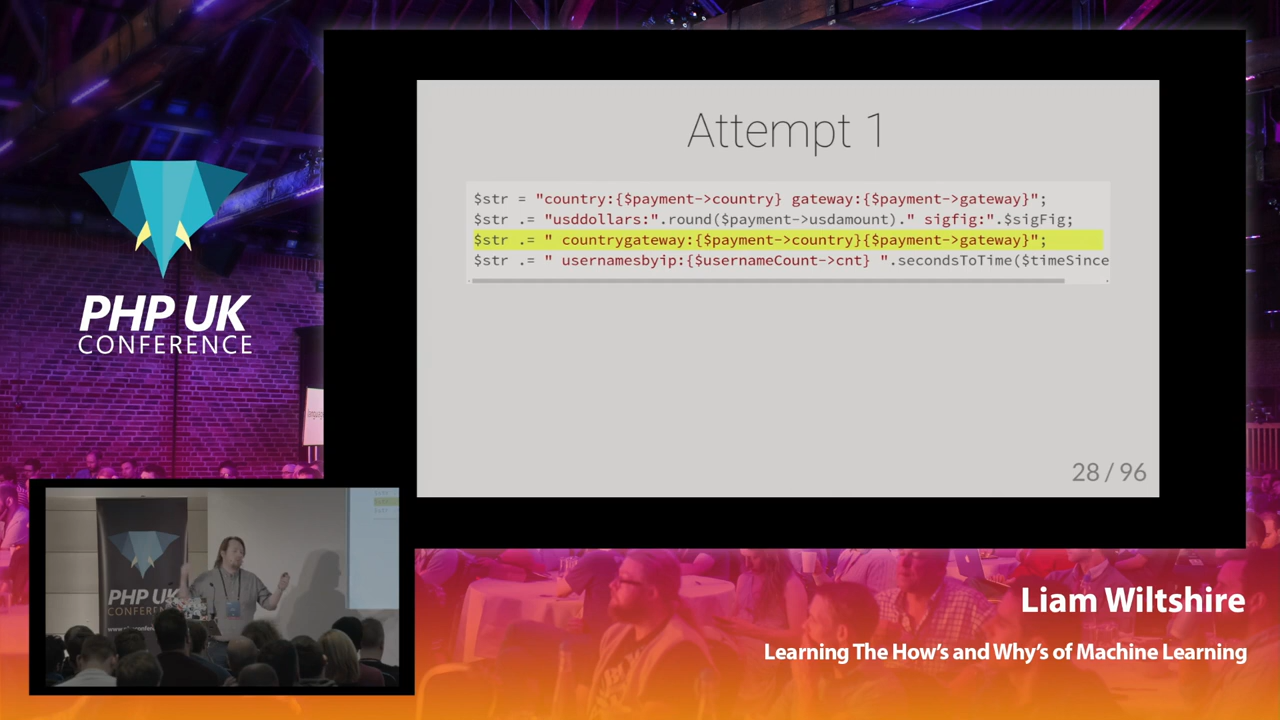 Attempt 1
$str = "country:{$payment->country} gateway:{$payment->gateway}";
$str .= "usddollars:".round($payment->usdamount)." sigfig:".$sigFig;
$str .= " countrygateway:{$payment->country}{$payment->gateway}";
$str .= " usernamesbyip:{$usernameCount->cnt} ".secondsToTime($timeSince
28 / 96
PHP UK
CONFERENCE
PHP UK
CONFEREN
Liam Wiltshire
Learning The How's and Why's of Machine Learning